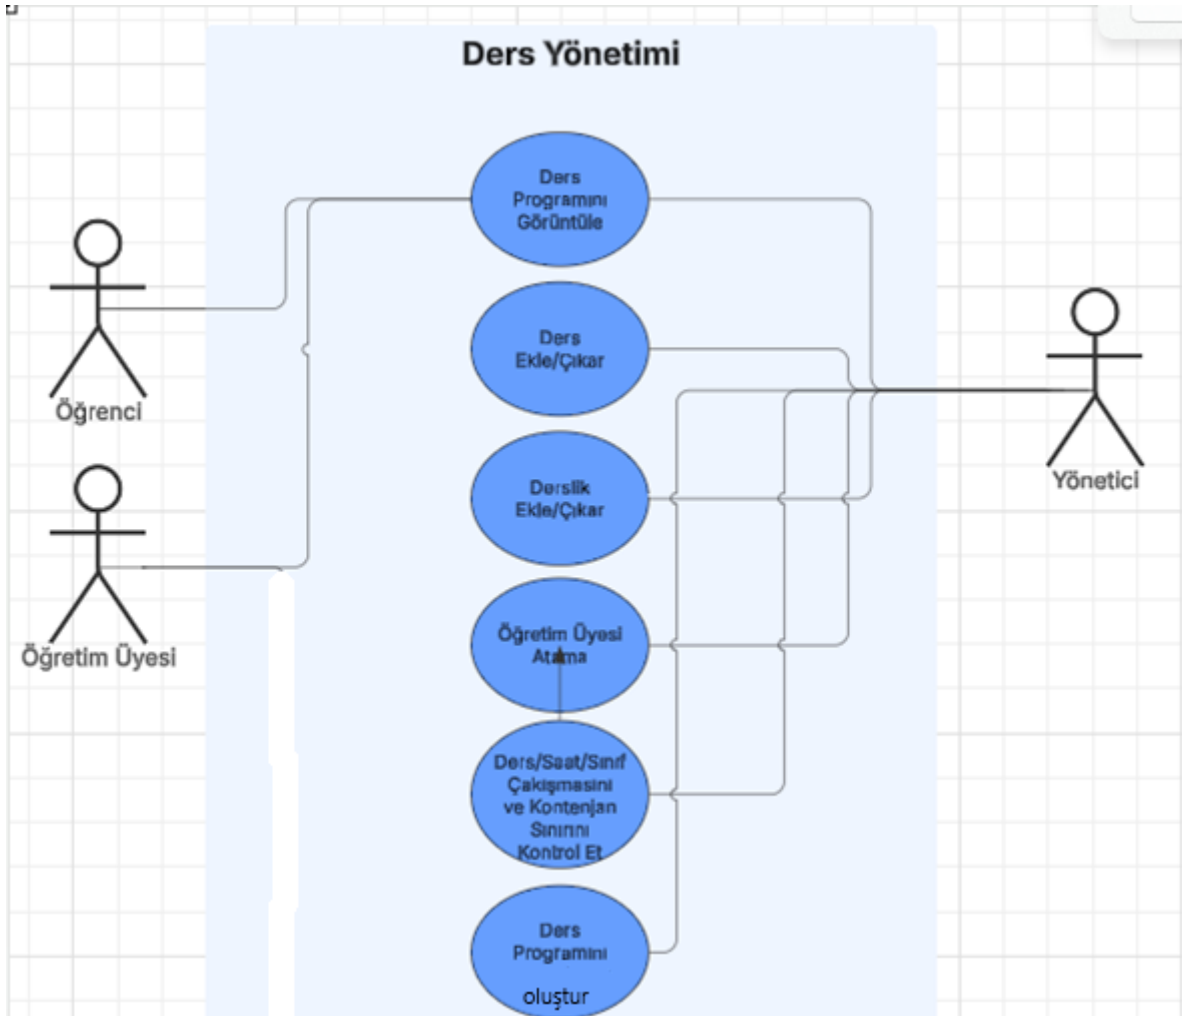 Ders Yönetimi
Ders
Programını
Görüntüle
Ders
Ekle/Çıkar
Öğrenci
Yönetici
Derslik
Ekle/Çıkar
Öğretim Üyesi
Öğretim Üyesi
Atama
Ders/Saat/Sınıf
Çakışmasını
ve Kontenjan
Sınırını
Kontrol Et
Ders
Programını
oluştur